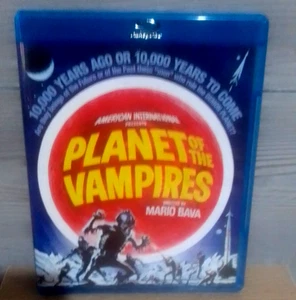 10,000 YEARS AGO OR 10,000 YEARS TO COME
AMERICAN INTERNATIONAL
PRESENTS
PLANET OF THE
VAMPIRES
DIRECTED BY
MARIO BAVA